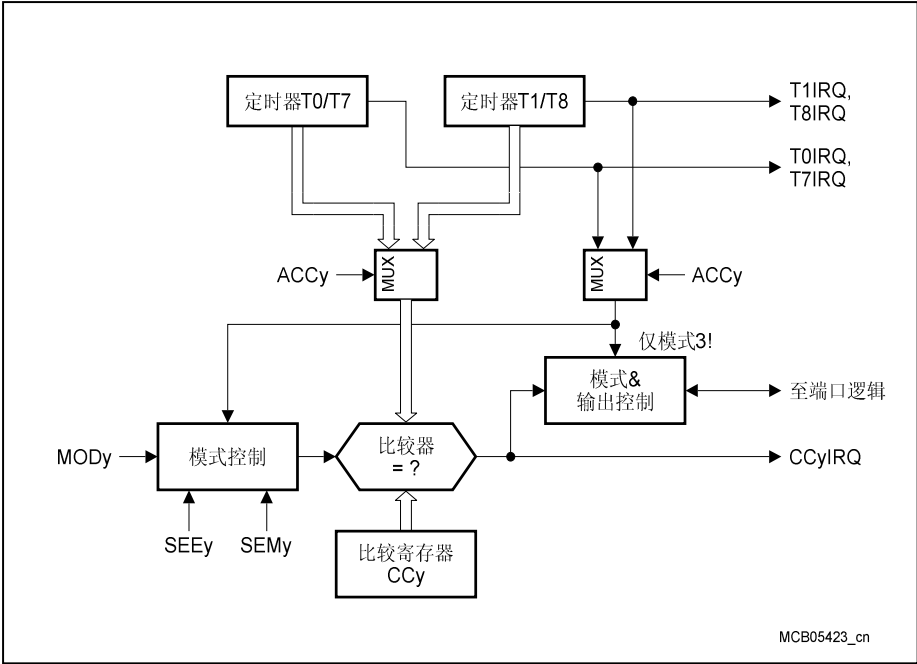 定时器T0/T7
定时器T1/T8
T1IRQ,
T8IRQ
T0IRQ,
T7IRQ
ACCy
MUX
MUX
ACCy
仅模式3!
模式&
输出控制
至端口逻辑
MODy
模式控制
比较器
= ?
CCyIRQ
SEEy
SEMy
比较寄存器
CCy
MCB05423_cn